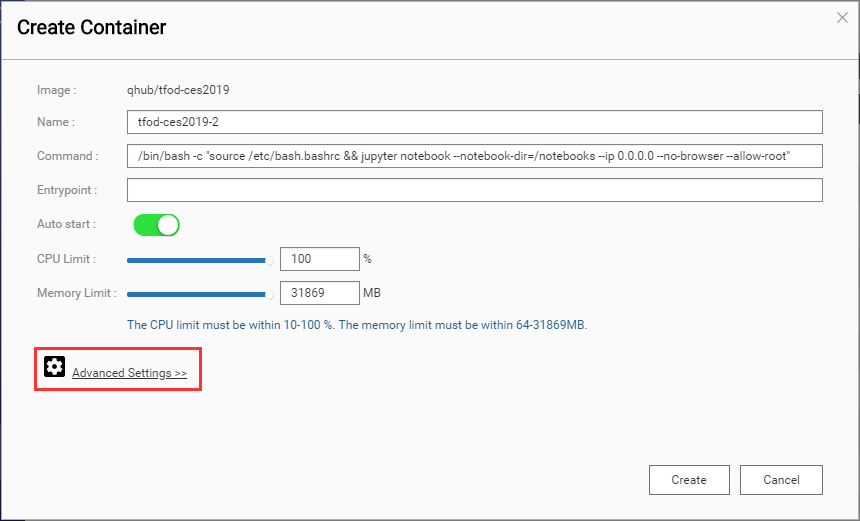 Create Container
Image : qhub/tfod-ces2019
Name : tfod-ces2019-2
Command : /bin/bash -c "source /etc/bash.bashrc && jupyter notebook --notebook-dir=/notebooks --ip 0.0.0.0 --no-browser --allow-root"
Entrypoint :
Auto start :
CPU Limit : 100 %
Memory Limit : 31869 MB
The CPU limit must be within 10-100 %. The memory limit must be within 64-31869MB.
Advanced Settings >>
Create Cancel